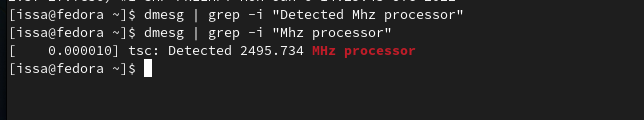 [issa@fedora ~]$ dmesg | grep -i "Detected Mhz processor"
[issa@fedora ~]$ dmesg | grep -i "Mhz processor"
[    0.000010] tsc: Detected 2495.734 MHz processor
[issa@fedora ~]$